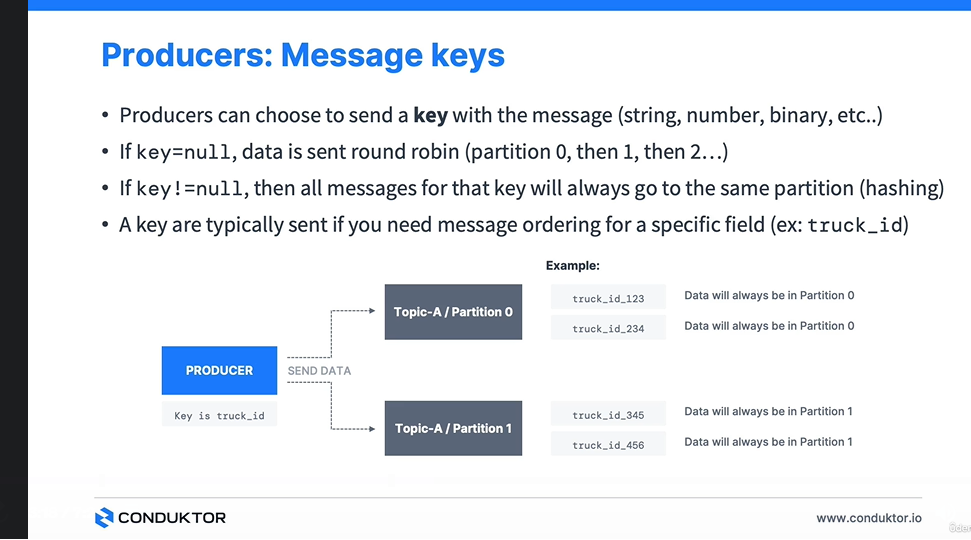 Producers: Message keys
• Producers can choose to send a key with the message (string, number, binary, etc..)
• If key=null, data is sent round robin (partition 0, then 1, then 2...)
• If key!=null, then all messages for that key will always go to the same partition (hashing)
• A key are typically sent if you need message ordering for a specific field (ex: truck_id)
Example:
Topic-A / Partition 0
truck_id_123
Data will always be in Partition 0
truck_id_234
Data will always be in Partition 0
PRODUCER
SEND DATA
Key is truck_id
Topic-A / Partition 1
truck_id_345
Data will always be in Partition 1
truck_id_456
Data will always be in Partition 1
CONDUKTOR
www.conduktor.io